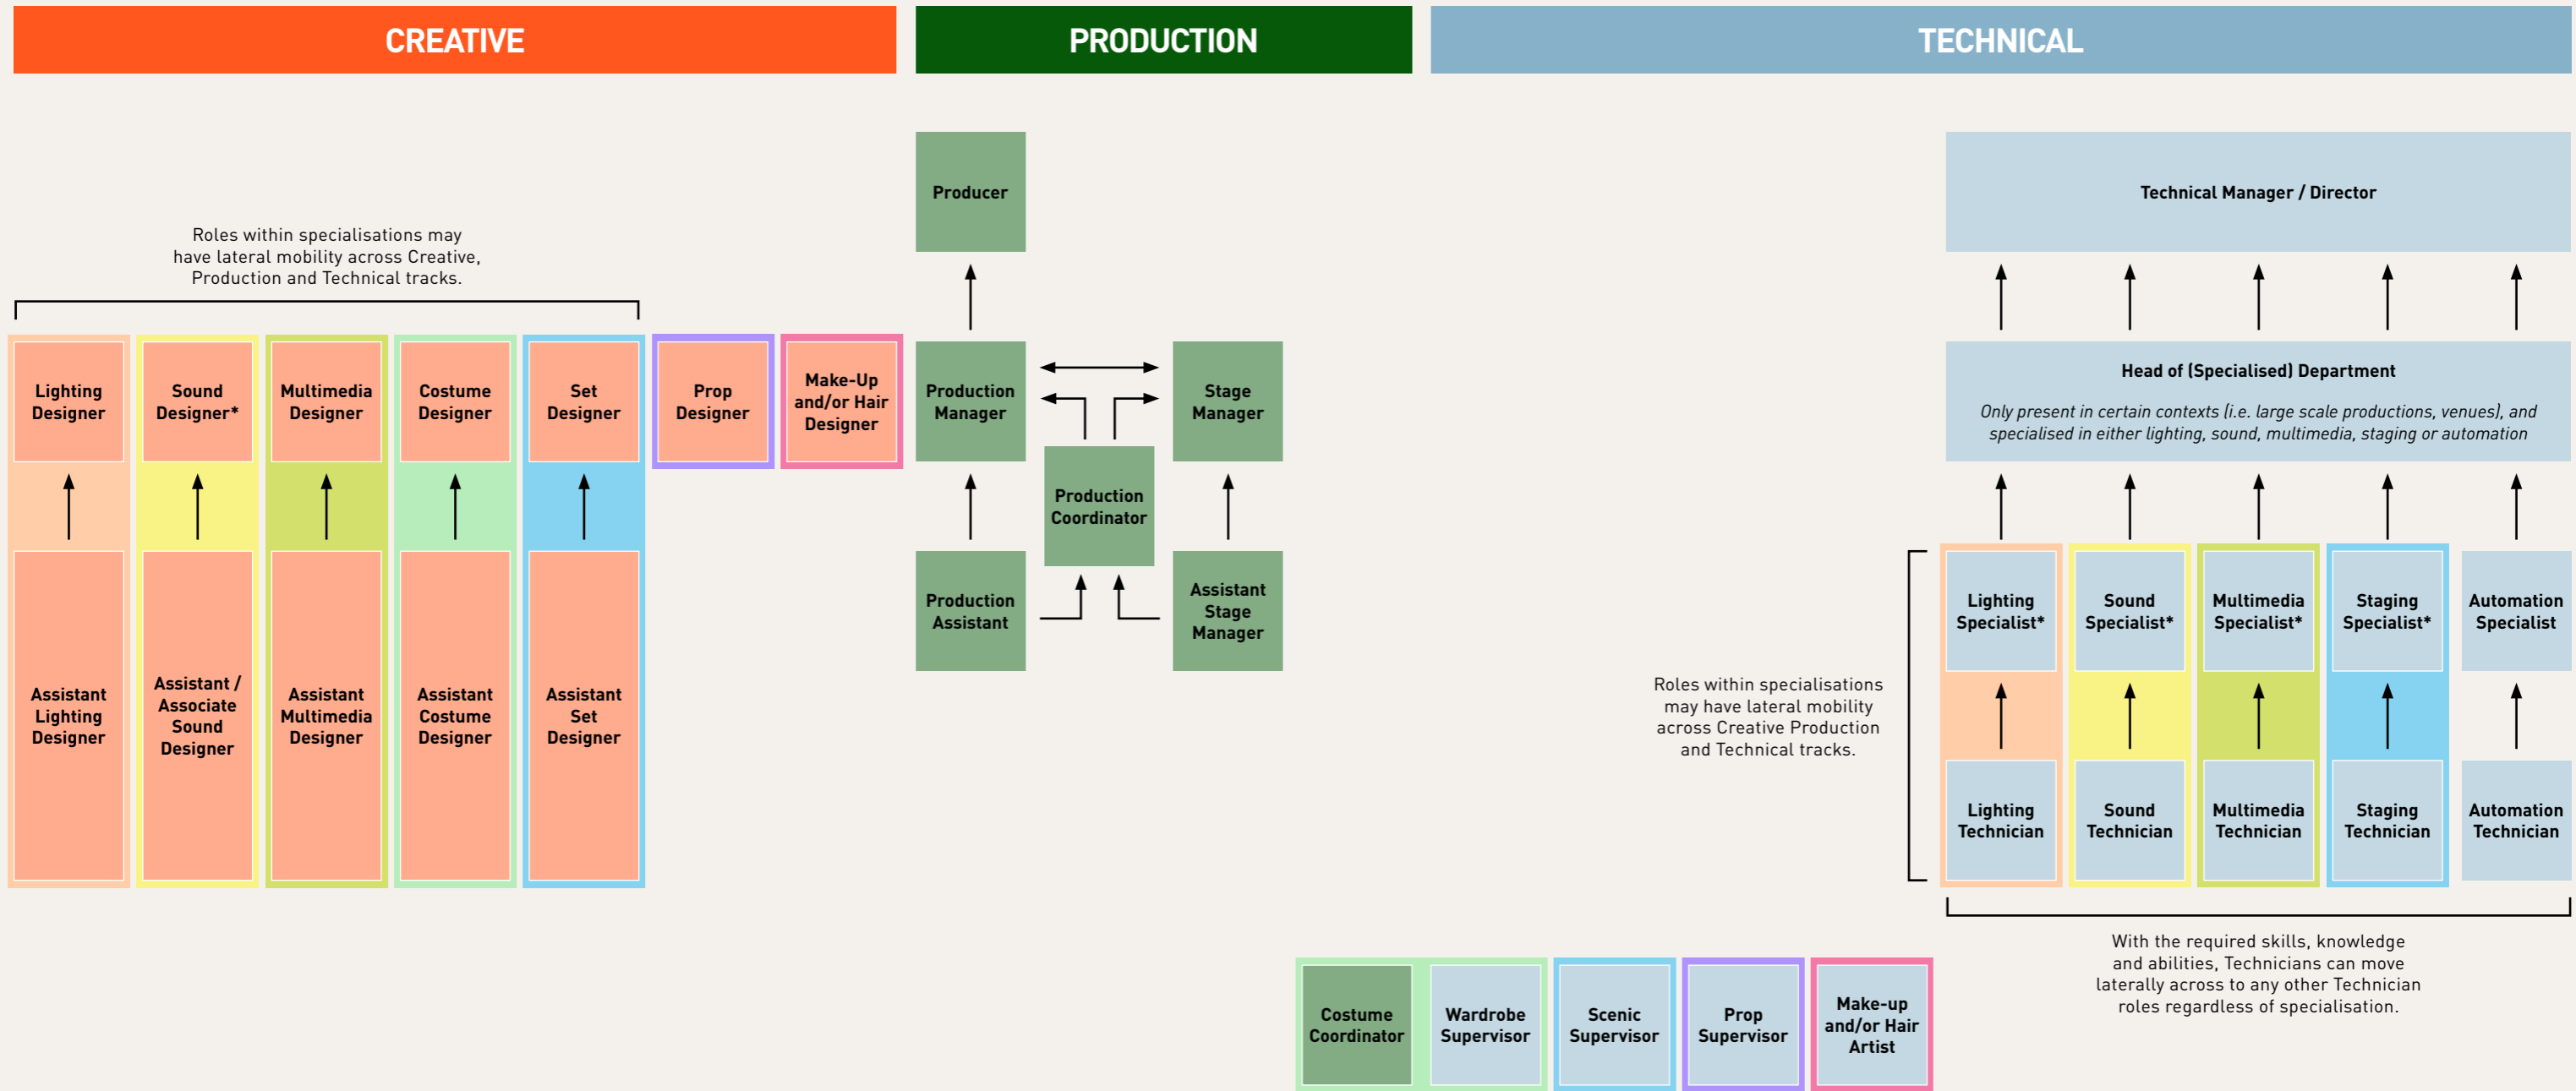 CREATIVE
PRODUCTION
TECHNICAL
Roles within specialisations may
have lateral mobility across Creative,
Production and Technical tracks.
Lighting
Designer
Sound
Designer*
Multimedia
Designer
Costume
Designer
Set
Designer
Prop
Designer
Make-Up
and/or Hair
Designer
Assistant
Lighting
Designer
Assistant /
Associate
Sound
Designer
Assistant
Multimedia
Designer
Assistant
Costume
Designer
Assistant
Set
Designer
Producer
Production
Manager
Stage
Manager
Production
Coordinator
Production
Assistant
Assistant
Stage
Manager
Technical Manager / Director
Head of (Specialised) Department
Only present in certain contexts (i.e. large scale productions, venues), and
specialised in either lighting, sound, multimedia, staging or automation
Roles within specialisations
may have lateral mobility
across Creative Production
and Technical tracks.
Lighting
Specialist*
Sound
Specialist*
Multimedia
Specialist*
Staging
Specialist*
Automation
Specialist
Lighting
Technician
Sound
Technician
Multimedia
Technician
Staging
Technician
Automation
Technician
With the required skills, knowledge
and abilities, Technicians can move
laterally across to any other Technician
roles regardless of specialisation.
Costume
Coordinator
Wardrobe
Supervisor
Scenic
Supervisor
Prop
Supervisor
Make-up
and/or Hair
Artist